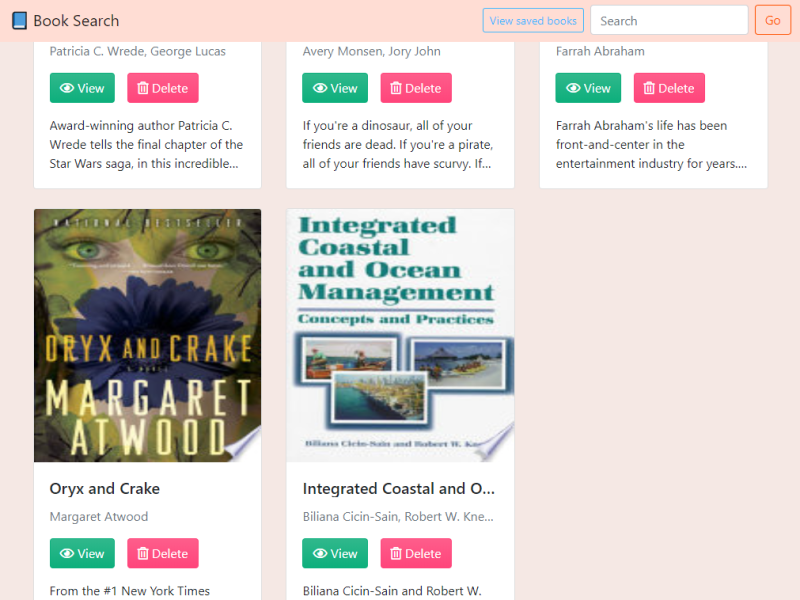 Book Search
View saved books
Search
Go
Patricia C. Wrede, George Lucas
View
Delete
Award-winning author Patricia C.
Wrede tells the final chapter of the
Star Wars saga, in this incredible...
Avery Monsen, Jory John
View
Delete
If you're a dinosaur, all of your
friends are dead. If you're a pirate,
all of your friends have scurvy. If...
Farrah Abraham
View
Delete
Farrah Abraham's life has been
front-and-center in the
entertainment industry for years....
NATIONAL BESTSELLER
ORYX AND CRAKE
A NOVEL
MARGARET
ATWOOD
Oryx and Crake
Margaret Atwood
View
Delete
From the #1 New York Times
Integrated
Coastal
and Ocean
Management
Concepts and Practices
Biliana Cicin-Sain and Robert W. Kne
Integrated Coastal and O...
Biliana Cicin-Sain, Robert W. Kne...
View
Delete
Biliana Cicin-Sain and Robert W.